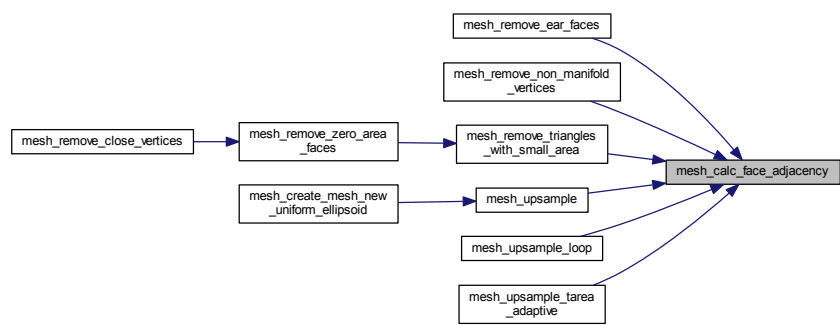 mesh_remove_ear_faces
mesh_remove_non_manifold
_vertices
mesh_remove_close_vertices
mesh_remove_zero_area
_faces
mesh_remove_triangles
_with_small_area
mesh_calc_face_adjacency
mesh_create_mesh_new
_uniform_ellipsoid
mesh_upsample
mesh_upsample_loop
mesh_upsample_tarea
_adaptive